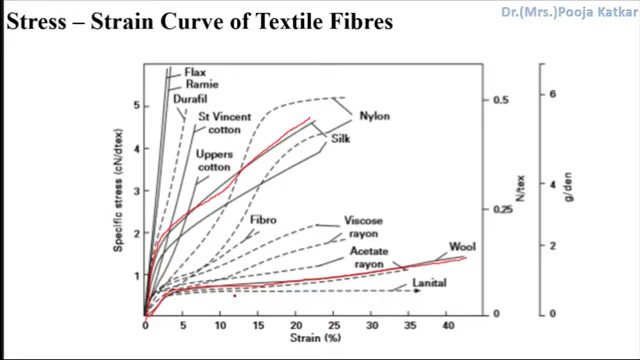 Dr.(Mrs.)Pooja Katkar
Stress – Strain Curve of Textile Fibres
Flax
Ramie
Durafil
St Vincent
cotton
Uppers
cotton
Nylon
Silk
Fibro
Viscose
rayon
Acetate
rayon
Wool
Lanital
Specific stress (cN/dtex)
5
4
3
2
1
0
5
10
15
20
25
30
35
40
Strain (%)
0.5
0.25
0
N/tex
6
4
2
0
g/den